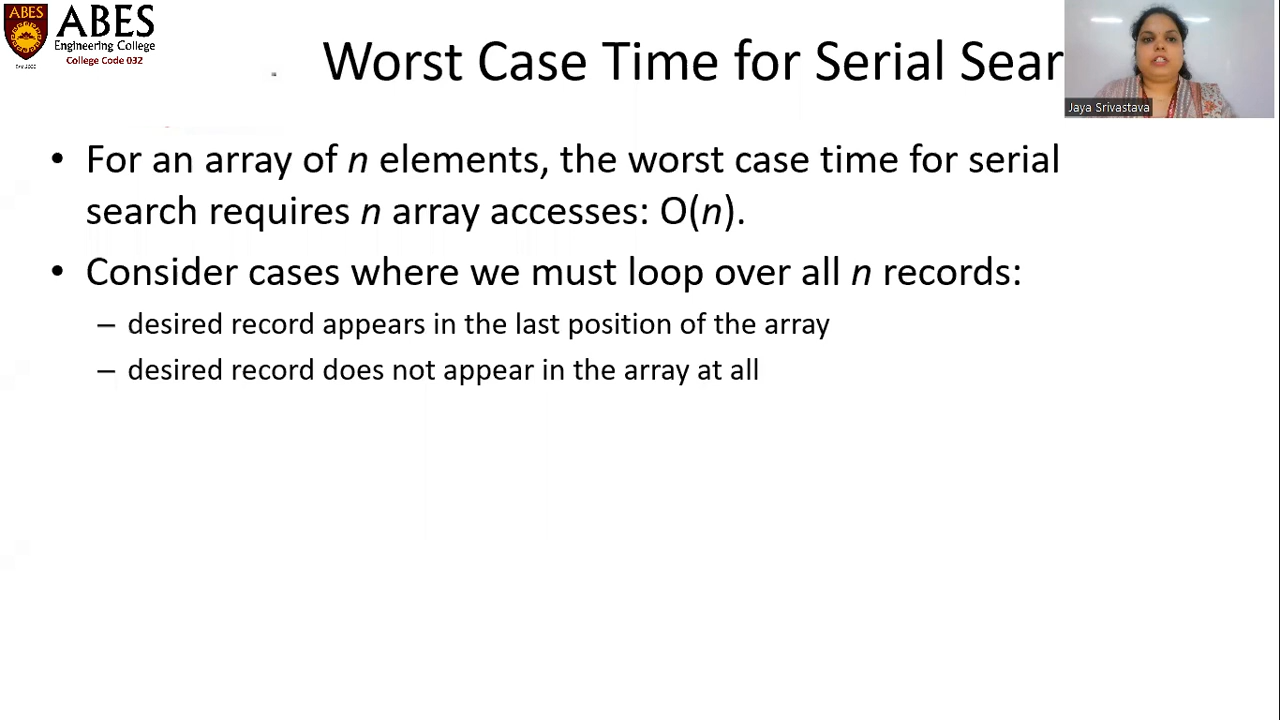 ABES
ABES
Engineering College
College Code 032
Worst Case Time for Serial Sear
Jaya Srivastava
• For an array of n elements, the worst case time for serial
search requires n array accesses: O(n).
• Consider cases where we must loop over all n records:
– desired record appears in the last position of the array
– desired record does not appear in the array at all